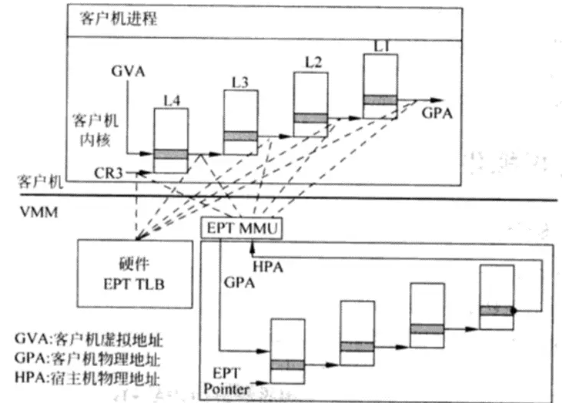 客户机进程
L1
L2
L3
L4
GVA
GPA
客户机
内核
CR3
客户机
VMM
EPT MMU
硬件
EPT TLB
HPA
GPA
GVA:客户机虚拟地址
GPA:客户机物理地址
HPA:宿主机物理地址
EPT
Pointer